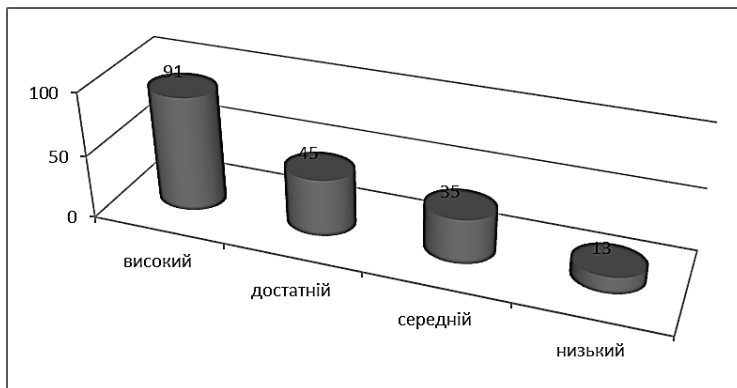 91
100
45
50
35
13
0
високий
достатній
середній
низький